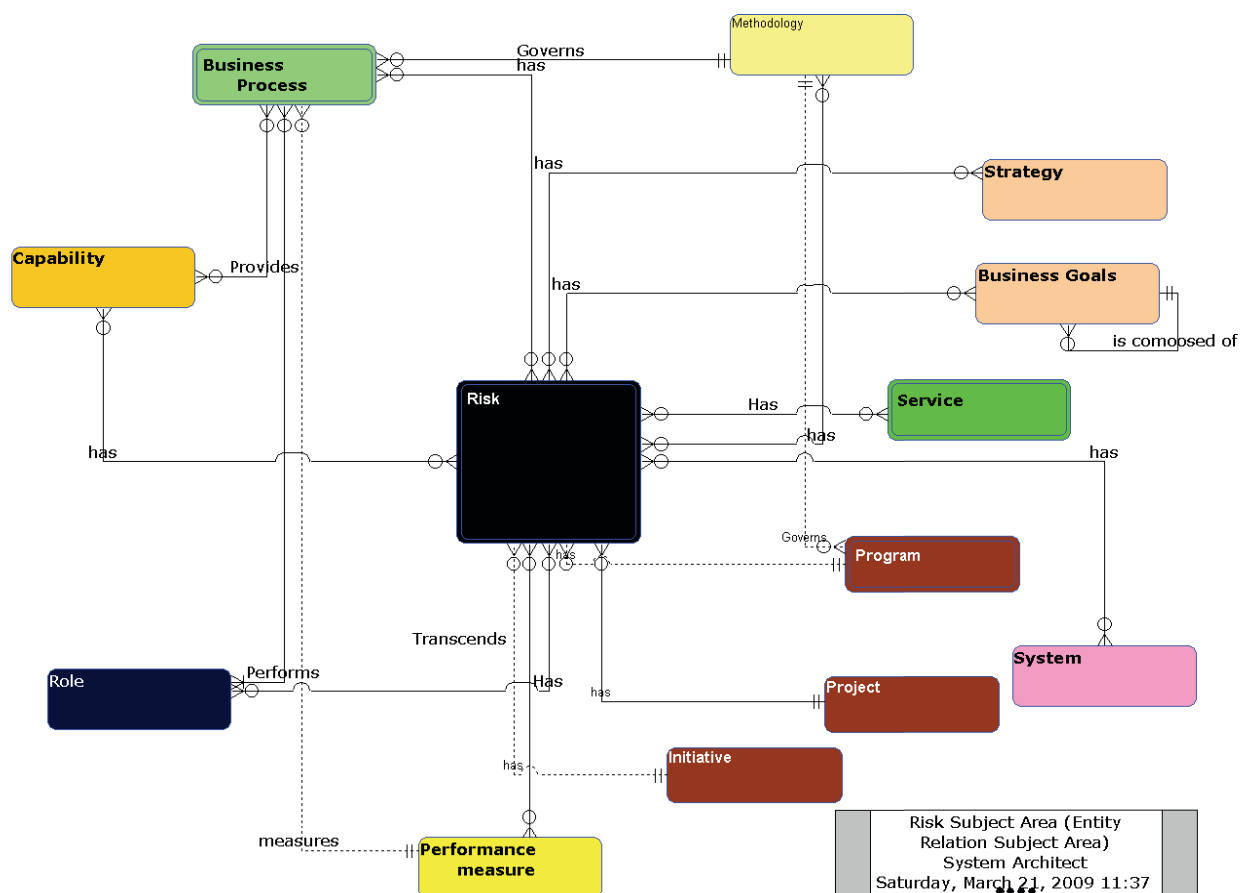 Methodology
Governs
has
Business
Process
has
Strategy
Capability
Provides
Business Goals
has
is comoosed of
Risk
Has
Service
has
has
has
Governs
has
Program
Transcends
System
Role
Performs
Has
has
Project
has
Initiative
measures
Performance
measure
Risk Subject Area (Entity
Relation Subject Area)
System Architect
Saturday, March 21, 2009 11:37